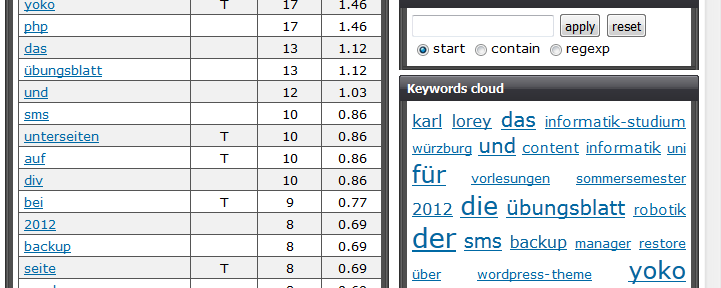 yoko T 17 1.46
php 17 1.46
das 13 1.12
übungsblatt 13 1.12
und 12 1.03
sms 10 0.86
unterseiten T 10 0.86
auf T 10 0.86
div 10 0.86
bei T 9 0.77
2012 8 0.69
backup 8 0.69
seite T 8 0.69
apply reset
start contain regexp
Keywords cloud
karl lorey das informatik-studium
würzburg und content informatik uni
für vorlesungen sommersemester
2012 die übungsblatt robotik
der sms backup manager restore
über wordpress-theme yoko